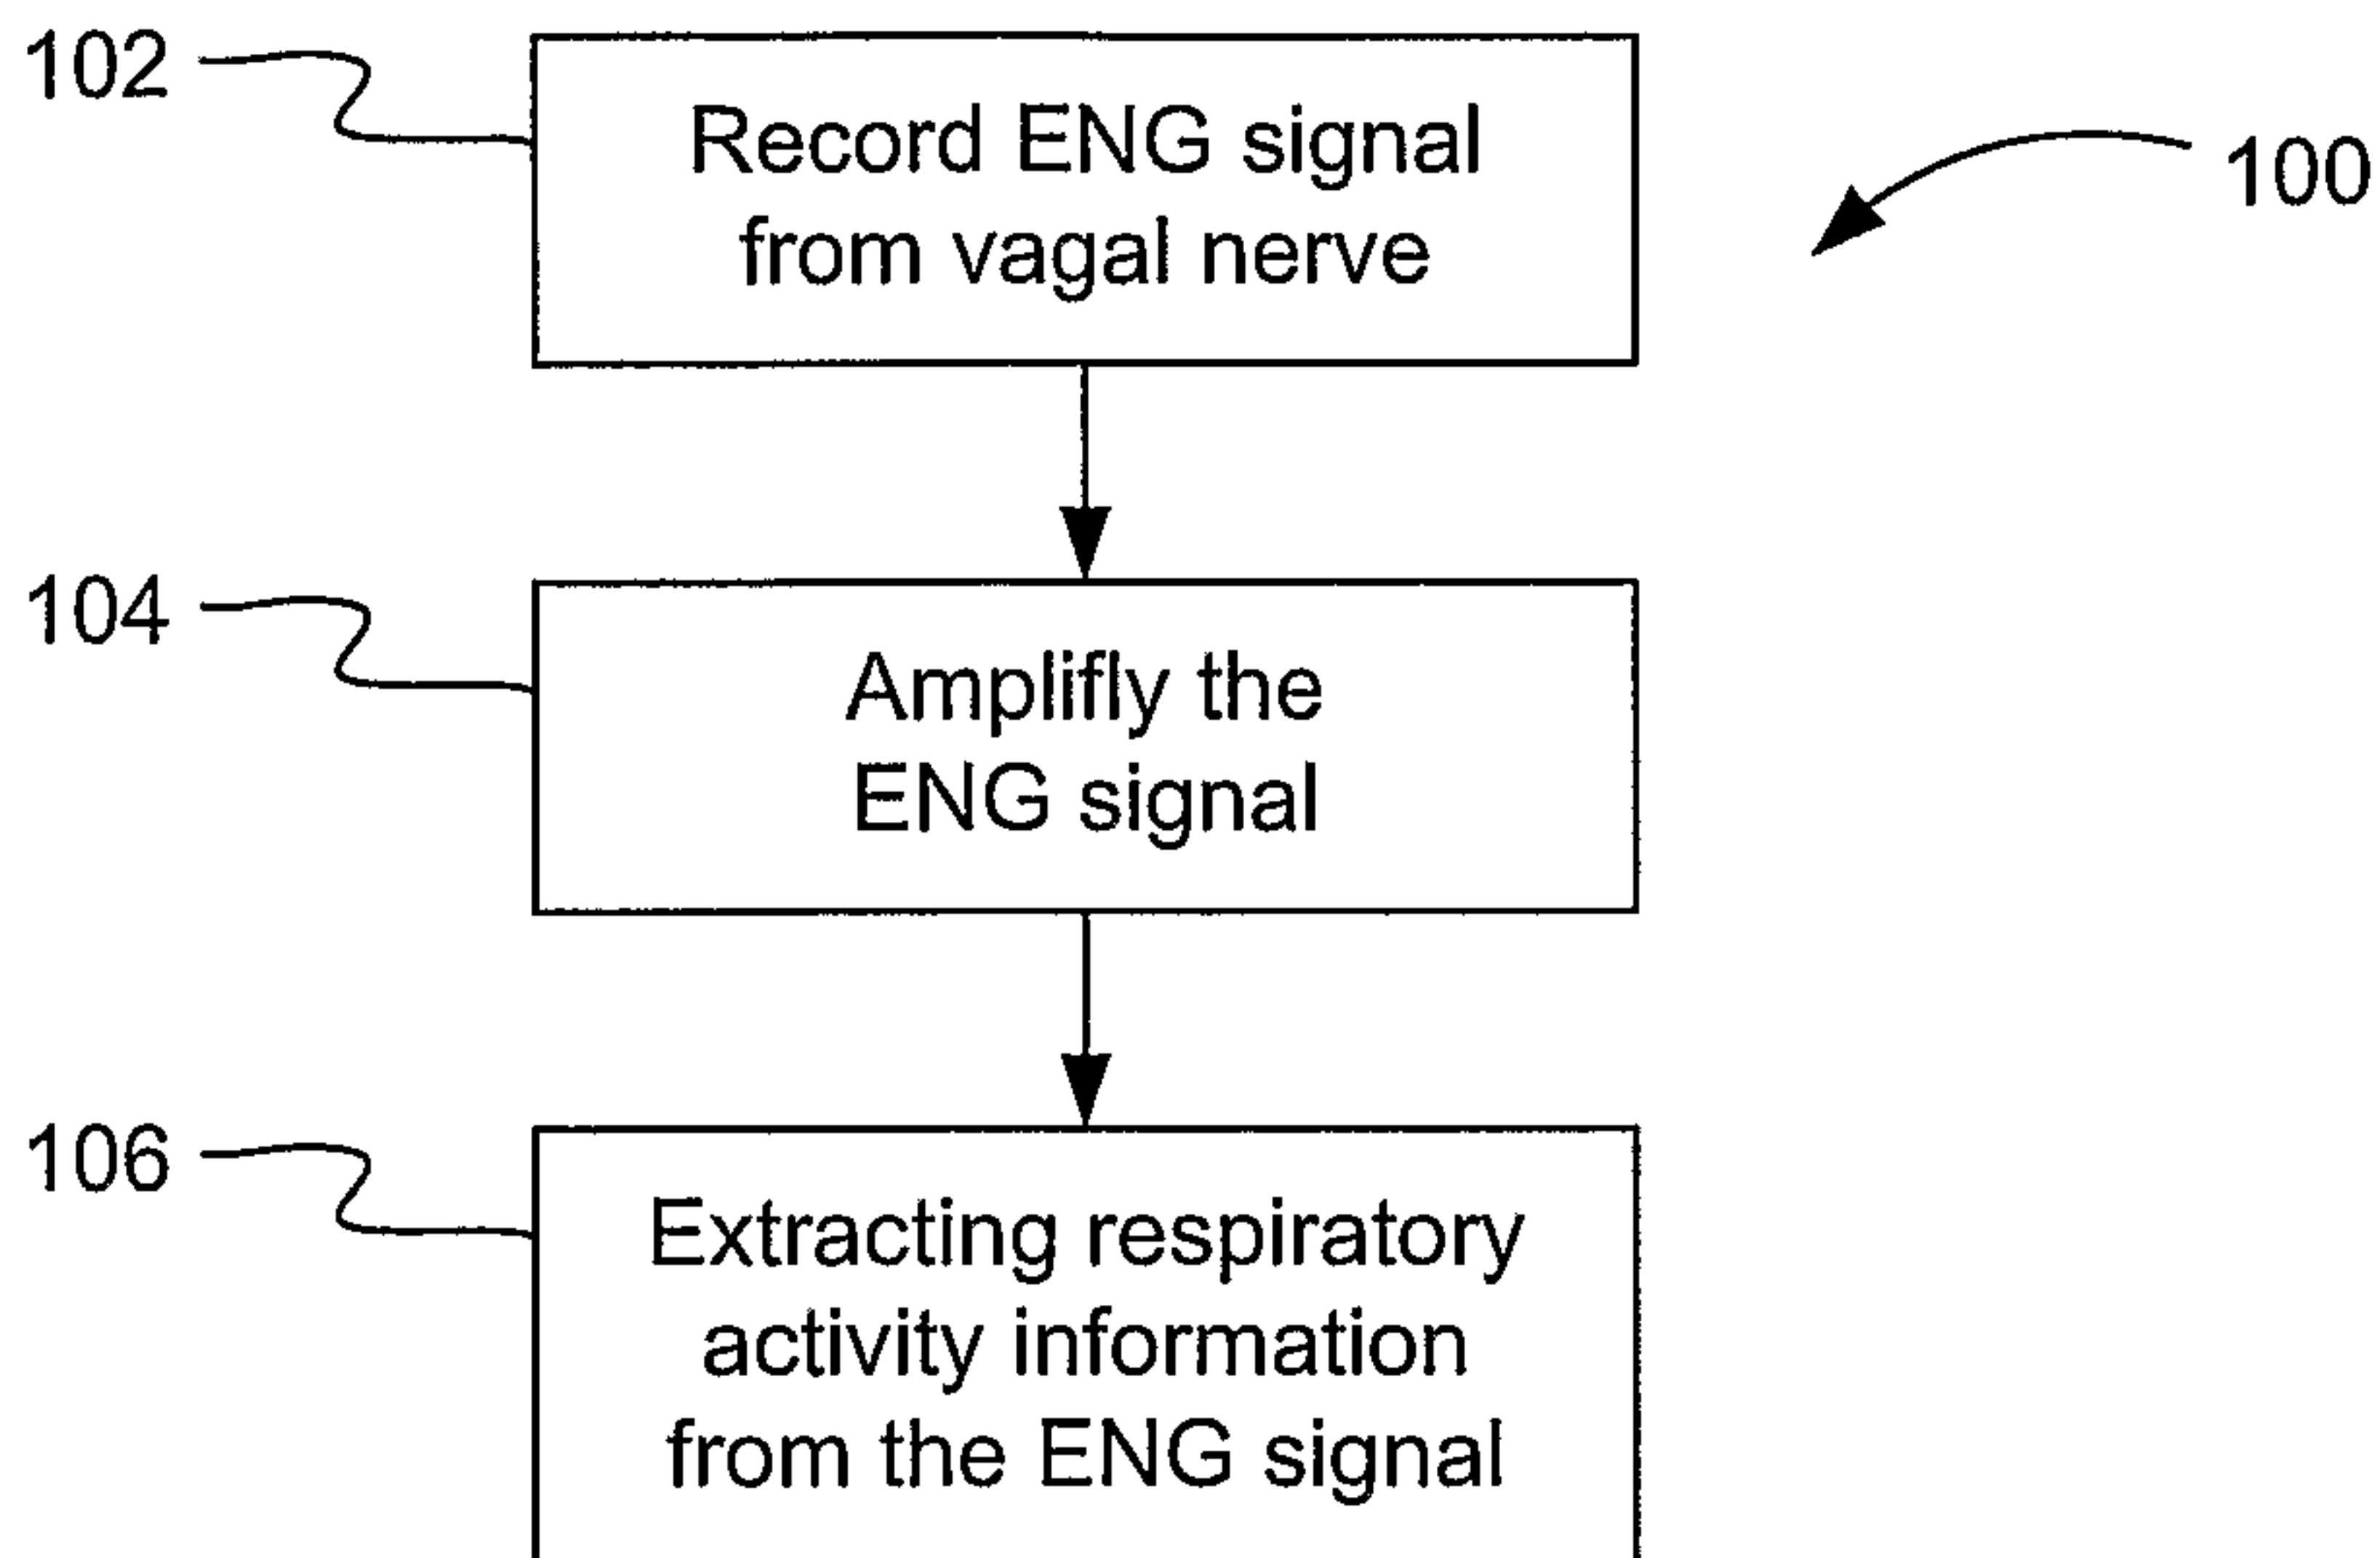 102
Record ENG signal
from vagal nerve
100
104
Amplifly the
ENG signal
106
Extracting respiratory
activity information
from the ENG signal